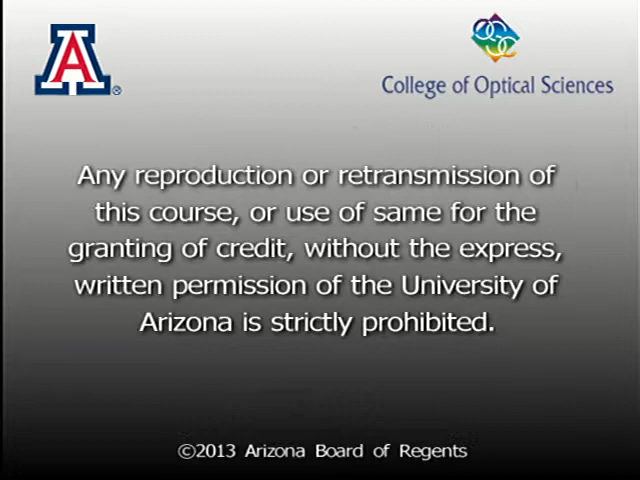 A
®
College of Optical Sciences
Any reproduction or retransmission of
this course, or use of same for the
granting of credit, without the express,
written permission of the University of
Arizona is strictly prohibited.
©2013 Arizona Board of Regents